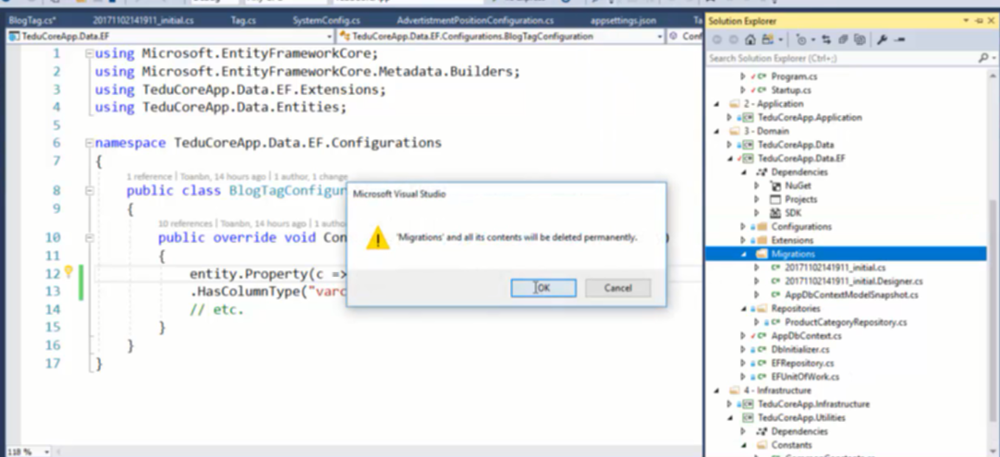 BlogTag.cs*
20171102141911_initial.cs
Tag.cs
SystemConfig.cs
AdvertistmentPositionConfiguration.cs
appsettings.json
Ta
TeduCoreApp.Data.EF
TeduCoreApp.Data.EF.Configurations.BlogTagConfiguration
Conf
1 using Microsoft.EntityFrameworkCore;
2 using Microsoft.EntityFrameworkCore.Metadata.Builders;
3 using TeduCoreApp.Data.EF.Extensions;
4 using TeduCoreApp.Data.Entities;
5
6 namespace TeduCoreApp.Data.EF.Configurations
7 {
1 reference | Toanbn, 14 hours ago | 1 author, 1 change
8 public class BlogTagConfigur
9 {
10 references | Toanbn, 14 hours ago | 1 autho
10 public override void Con )
11 {
12 entity.Property(c =>
13 .HasColumnType("varc
14 // etc.
15 }
16 }
17 }
118 %
Microsoft Visual Studio
'Migrations' and all its contents will be deleted permanently.
OK
Cancel
Solution Explorer
Search Solution Explorer (Ctrl+;)
Program.cs
Startup.cs
2 - Application
TeduCoreApp.Application
3 - Domain
TeduCoreApp.Data
TeduCoreApp.Data.EF
Dependencies
NuGet
Projects
SDK
Configurations
Extensions
Migrations
20171102141911_initial.cs
20171102141911_initial.Designer.cs
AppDbContextModelSnapshot.cs
Repositories
ProductCategoryRepository.cs
AppDbContext.cs
DbInitializer.cs
EFRepository.cs
EFUnitOfWork.cs
4 - Infrastructure
TeduCoreApp.Infrastructure
TeduCoreApp.Utilities
Dependencies
Constants